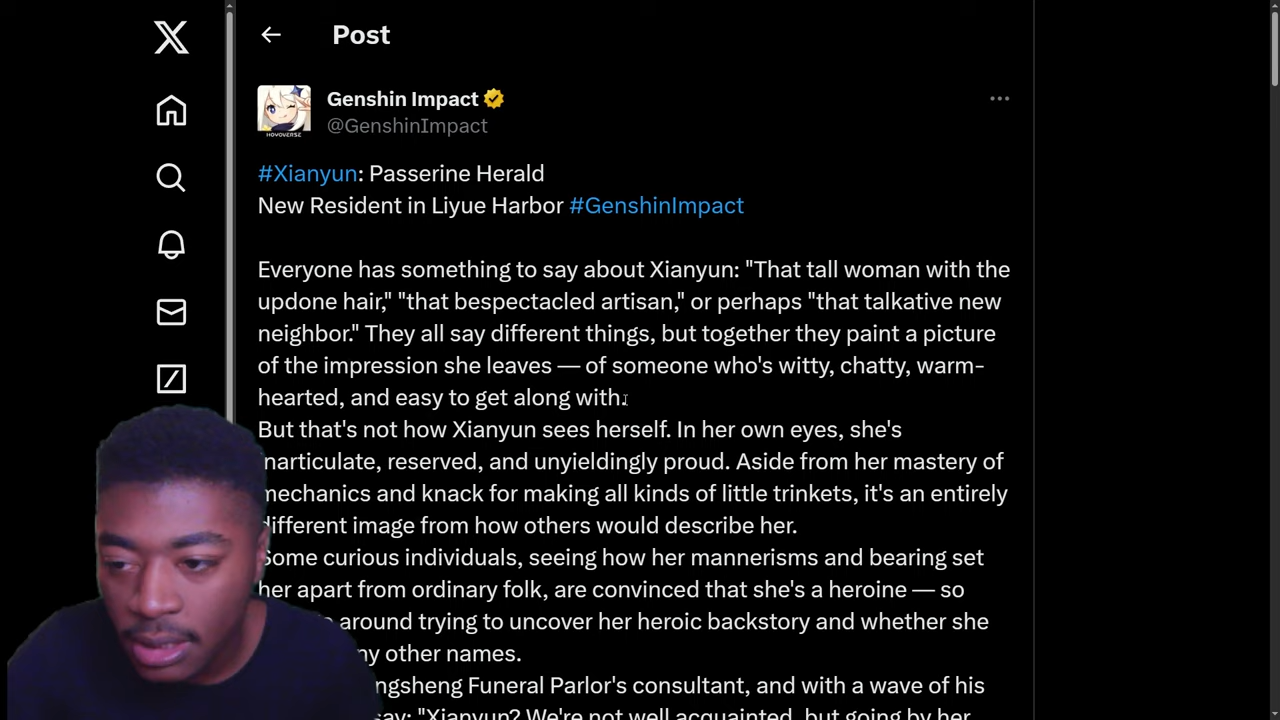 Post
Genshin Impact
@GenshinImpact
HOYOVERSE
#Xianyun: Passerine Herald
New Resident in Liyue Harbor #GenshinImpact
Everyone has something to say about Xianyun: "That tall woman with the
updone hair," "that bespectacled artisan," or perhaps "that talkative new
neighbor." They all say different things, but together they paint a picture
of the impression she leaves — of someone who's witty, chatty, warm-
hearted, and easy to get along with.
But that's not how Xianyun sees herself. In her own eyes, she's
inarticulate, reserved, and unyieldingly proud. Aside from her mastery of
mechanics and knack for making all kinds of little trinkets, it's an entirely
different image from how others would describe her.
Some curious individuals, seeing how her mannerisms and bearing set
her apart from ordinary folk, are convinced that she's a heroine — so
around trying to uncover her heroic backstory and whether she
other names.
Funeral Parlor's consultant, and with a wave of his
"Xianyun? We're not well acquainted, but going by her